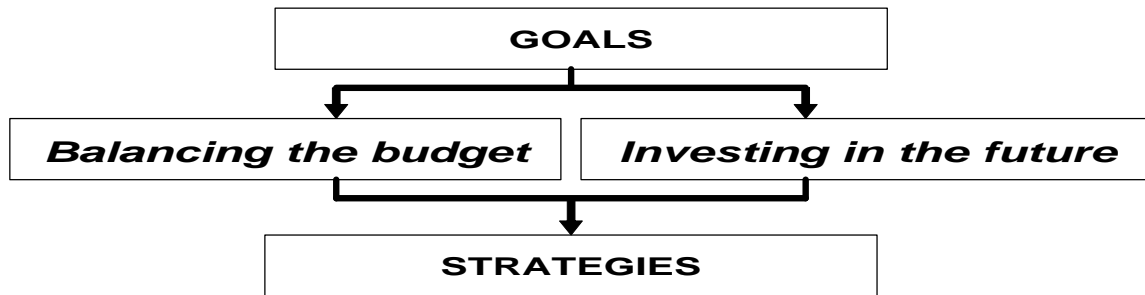 GOALS
Balancing the budget
Investing in the future
STRATEGIES